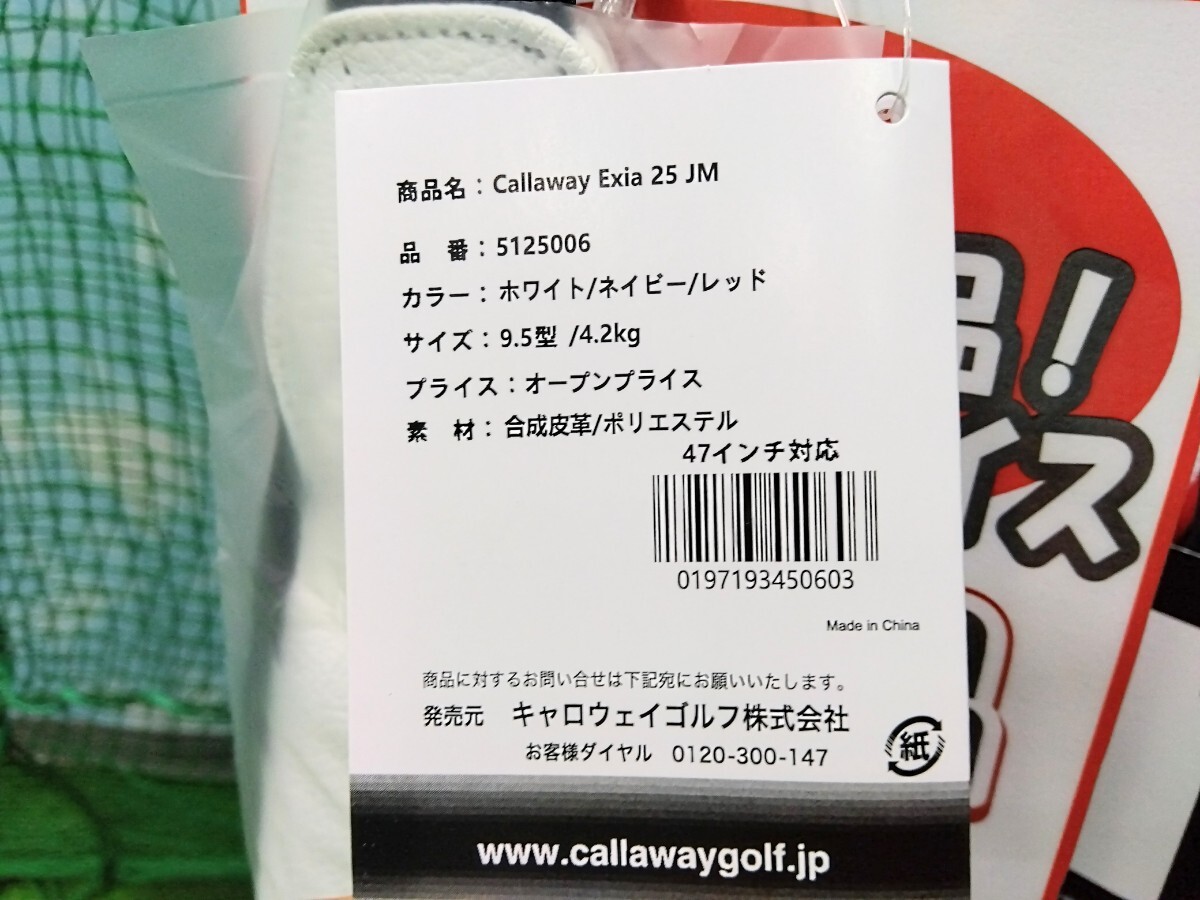 商品名：Callaway Exia 25 JM
品　番：5125006
カラー：ホワイト/ネイビー/レッド
サイズ：9.5型 /4.2kg
プライス：オープンプライス
素　材：合成皮革/ポリエステル
47インチ対応
0197193450603
Made in China
商品に対するお問い合せは下記宛にお願いいたします。
発売元　キャロウェイゴルフ株式会社
お客様ダイヤル　0120-300-147
紙
www.callawaygolf.jp
品！
イス